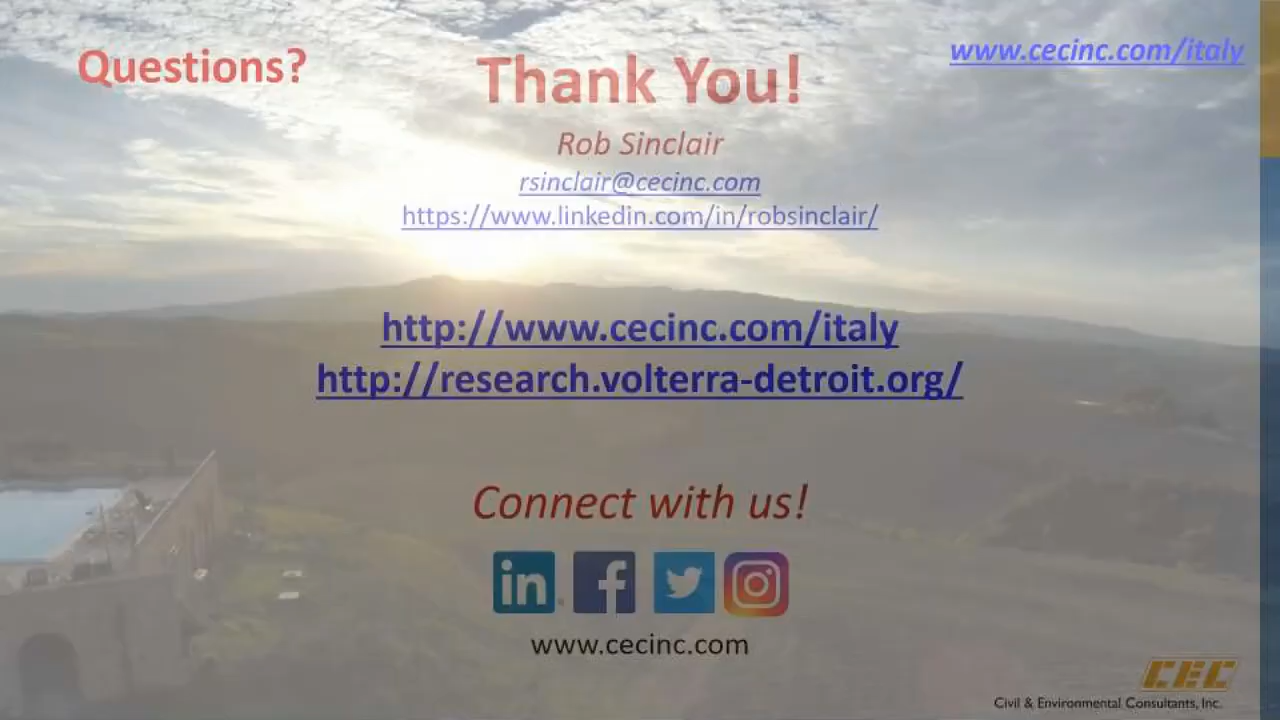 Questions?
Thank You!
www.cecinc.com/italy
Rob Sinclair
rsinclair@cecinc.com
https://www.linkedin.com/in/robsinclair/
http://www.cecinc.com/italy
http://research.volterra-detroit.org/
Connect with us!
in
www.cecinc.com
CEC
Civil & Environmental Consultants, Inc.